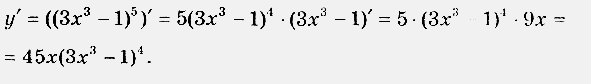 y′ = ((3x³ − 1)⁵)′ = 5(3x³ − 1)⁴ · (3x³ − 1)′ = 5 · (3x³ − 1)⁴ · 9x =
= 45x(3x³ − 1)⁴.